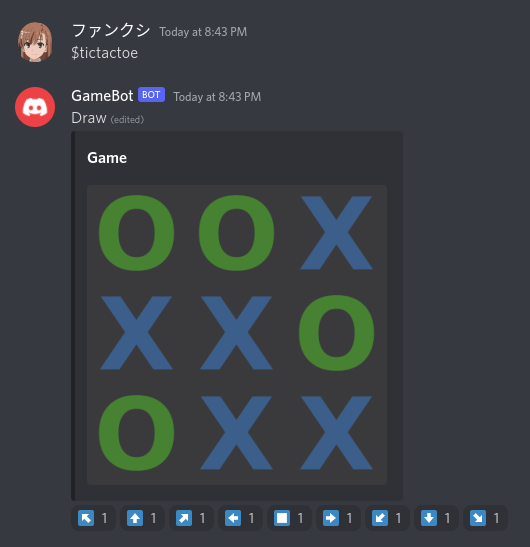 ファンクシ Today at 8:43 PM
$tictactoe
GameBot BOT Today at 8:43 PM
Draw (edited)
Game
O O X
X X O
O X X
1 1 1 1 1 1 1 1 1